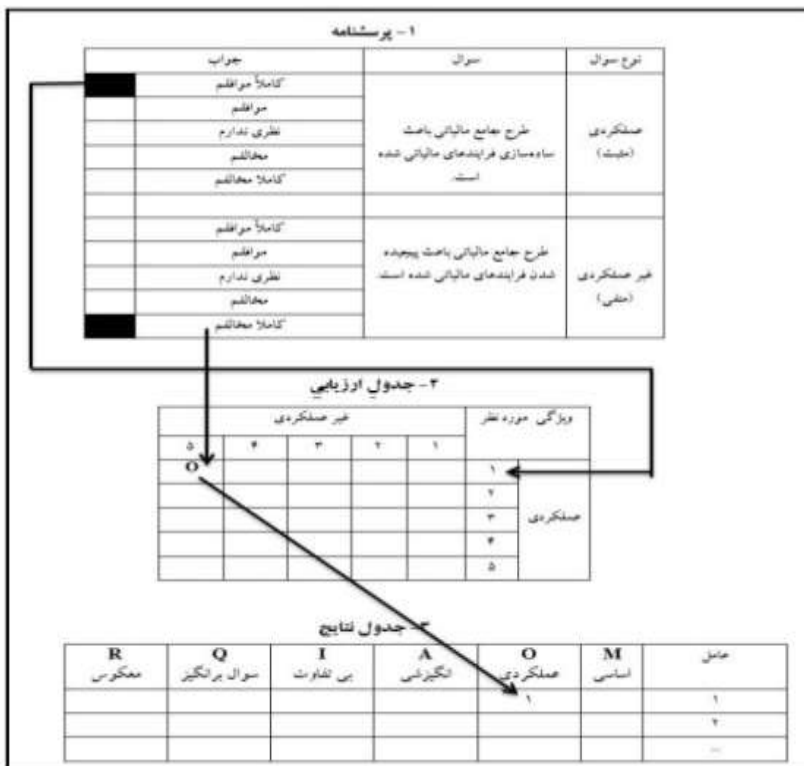 ۱- پرسشنامه
نوع سوال سوال جواب
عملکردی (مثبت)
طرح جامع مالیاتی باعث
ساده‌سازی فرایندهای مالیاتی شده
است.
کاملاً موافقم
موافقم
نظری ندارم
مخالفم
کاملا مخالفم
غیر عملکردی
(منفی)
طرح جامع مالیاتی باعث پیچیده
شدن فرایندهای مالیاتی شده است.
کاملاً موافقم
موافقم
نظری ندارم
مخالفم
کاملا مخالفم
۲- جدول ارزیابی
ویژگی مورد نظر غیر عملکردی
۱ ۲ ۳ ۴ ۵
عملکردی ۱ O
۲
۳
۴
۵
۳- جدول نتایج
عامل M اساسی O عملکردی A انگیزشی I بی تفاوت Q سوال برانگیز R معکوس
۱ ۱
۲
...